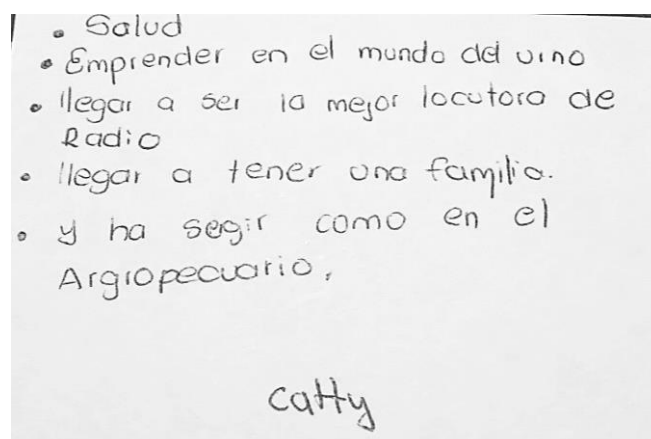 • Salud
• Emprender en el mundo del vino
• llegar a ser la mejor locutora de
Radio
• llegar a tener una familia.
• y ha segir como en el
Argropecuario,
catty